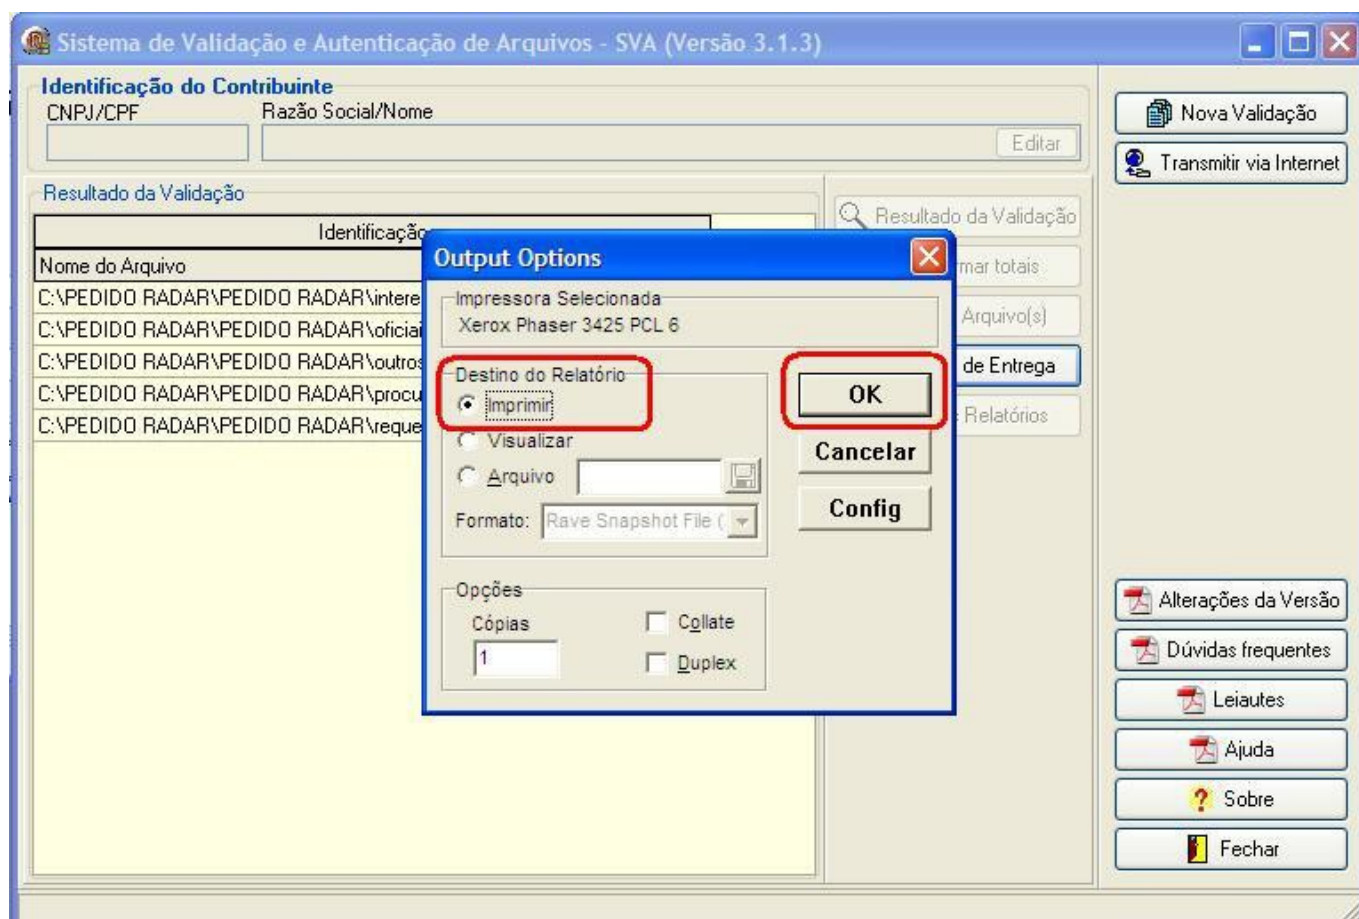 Sistema de Validação e Autenticação de Arquivos - SVA (Versão 3.1.3)
Identificação do Contribuinte
CNPJ/CPF
Razão Social/Nome
Editar
Nova Validação
Transmitir via Internet
Resultado da Validação
Identificação
Nome do Arquivo
C:\PEDIDO RADAR\PEDIDO RADAR\intere
C:\PEDIDO RADAR\PEDIDO RADAR\oficiai
C:\PEDIDO RADAR\PEDIDO RADAR\outros
C:\PEDIDO RADAR\PEDIDO RADAR\procu
C:\PEDIDO RADAR\PEDIDO RADAR\reque
Resultado da Validação
rmar totais
Arquivo(s)
de Entrega
Relatórios
Output Options
Impressora Selecionada
Xerox Phaser 3425 PCL 6
Destino do Relatório
Imprimir
Visualizar
Arquivo
Formato: Rave Snapshot File (
OK
Cancelar
Config
Opções
Cópias
1
Collate
Duplex
Alterações da Versão
Dúvidas frequentes
Leiautes
Ajuda
Sobre
Fechar